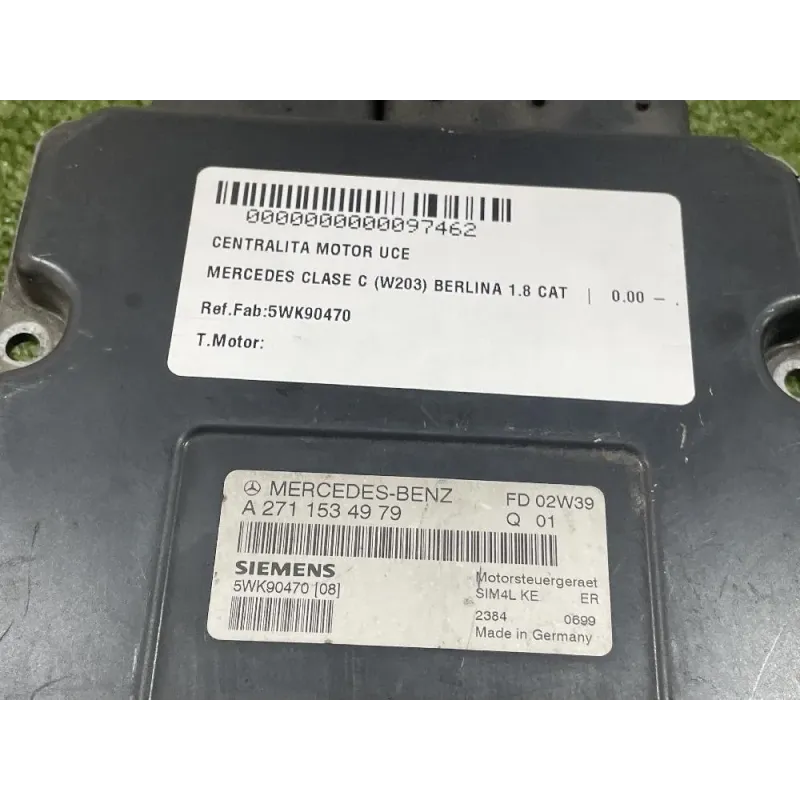 0000000000097462
CENTRALITA MOTOR UCE
MERCEDES CLASE C (W203) BERLINA 1.8 CAT | 0.00 - .
Ref.Fab:5WK90470
T.Motor:
MERCEDES-BENZ FD 02W39
A 271 153 49 79 Q 01
SIEMENS
5WK90470 [08]
Motorsteuergeraet
SIM4L KE ER
2384 0699
Made in Germany